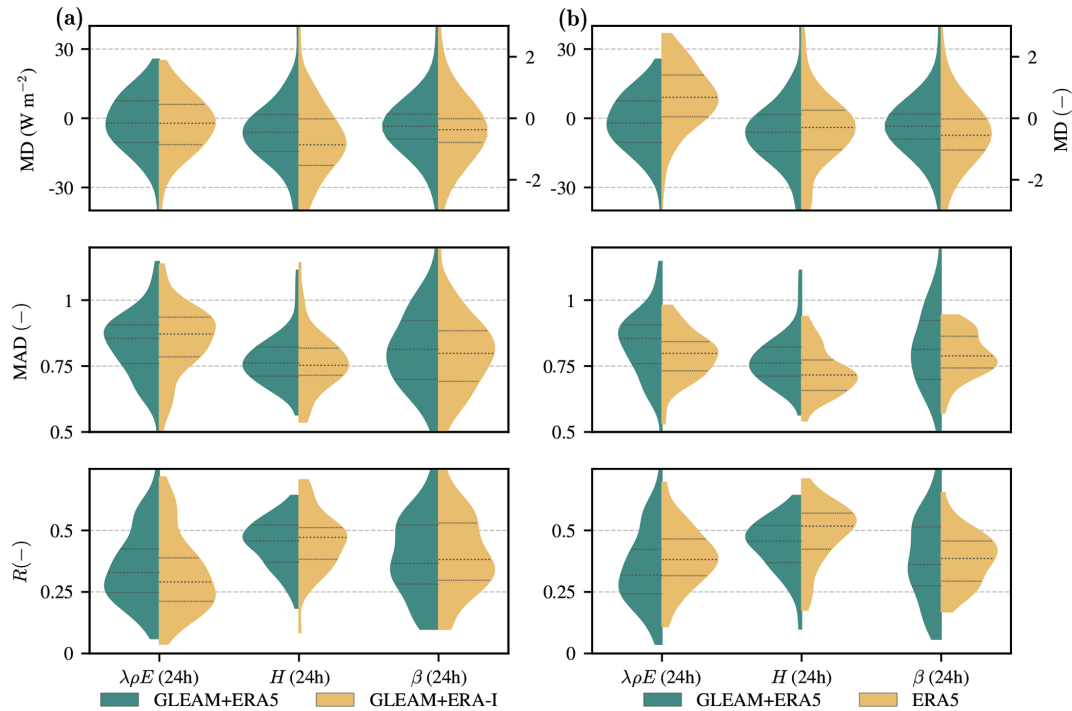 (a)
(b)
MD (W m−2)
30
0
-30
2
0
-2
30
0
-30
2
0
-2
MD (−)
MAD (−)
1
0.75
0.5
1
0.75
0.5
R(−)
0.5
0.25
0
0.5
0.25
0
λρE (24h) H (24h) β (24h)
λρE (24h) H (24h) β (24h)
GLEAM+ERA5 GLEAM+ERA-I
GLEAM+ERA5 ERA5